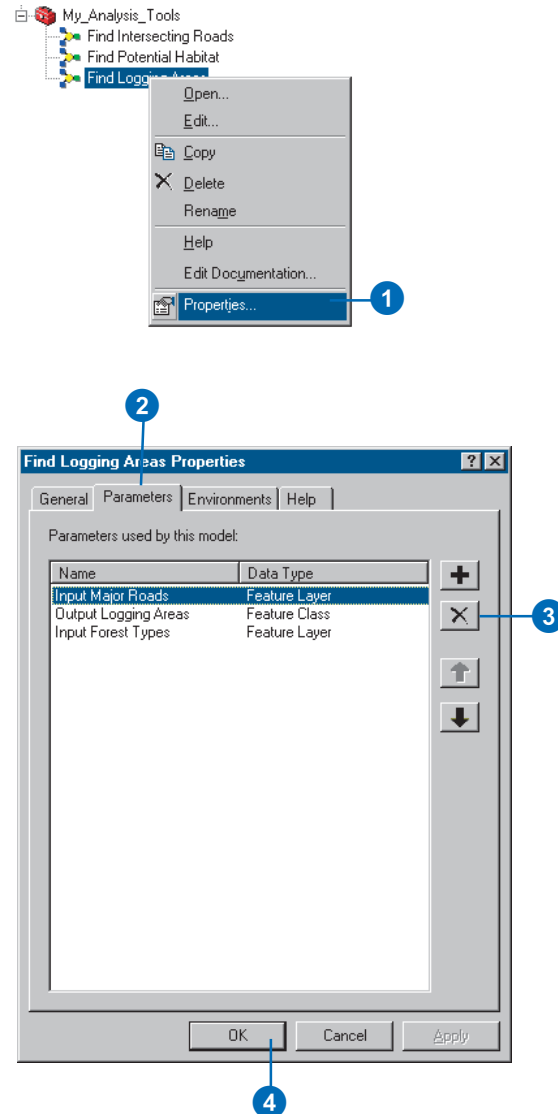 My_Analysis_Tools
Find Intersecting Roads
Find Potential Habitat
Find Logging Areas
Open...
Edit...
Copy
Delete
Rename
Help
Edit Documentation...
Properties...
1
2
Find Logging Areas Properties
General Parameters Environments Help
Parameters used by this model:
Name Data Type
Input Major Roads Feature Layer
Output Logging Areas Feature Class
Input Forest Types Feature Layer
3
OK Cancel Apply
4